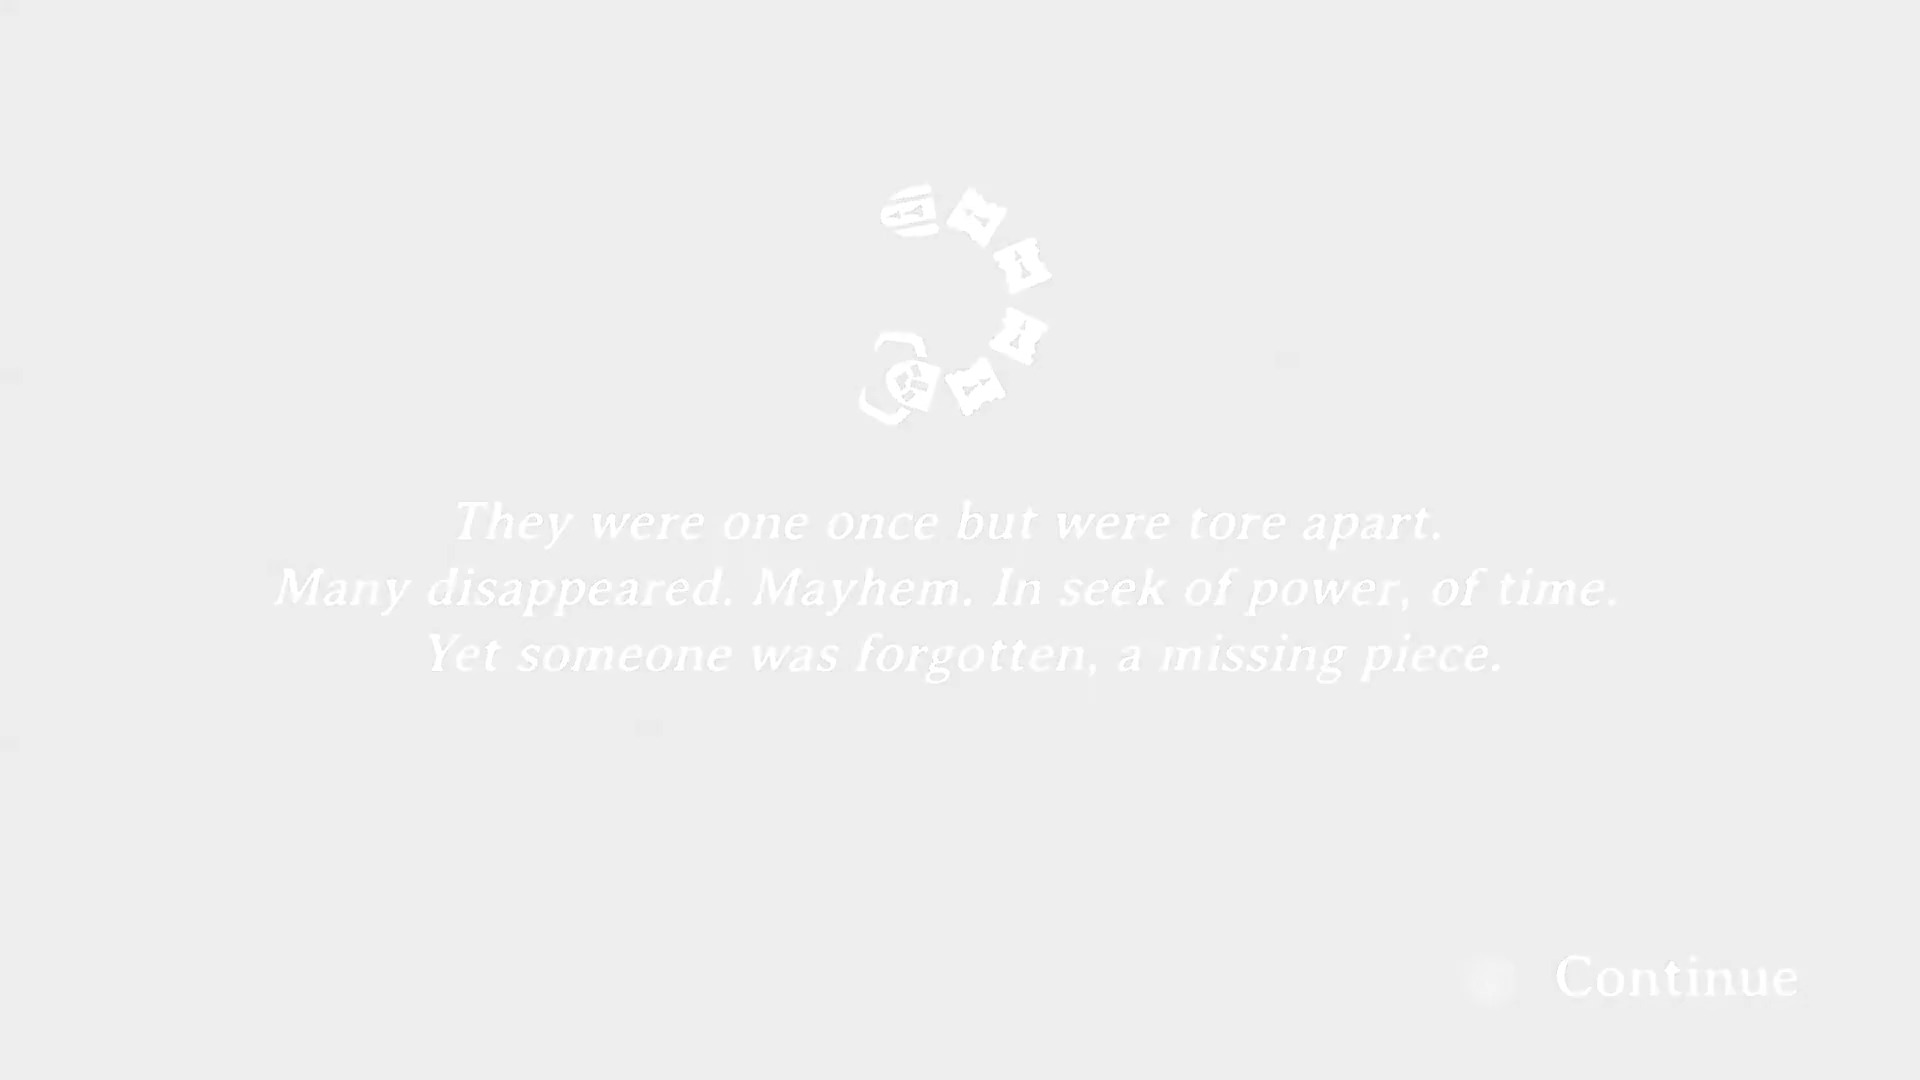 They were one once but were tore apart.
Many disappeared. Mayhem. In seek of power, of time.
Yet someone was forgotten, a missing piece.
Continue